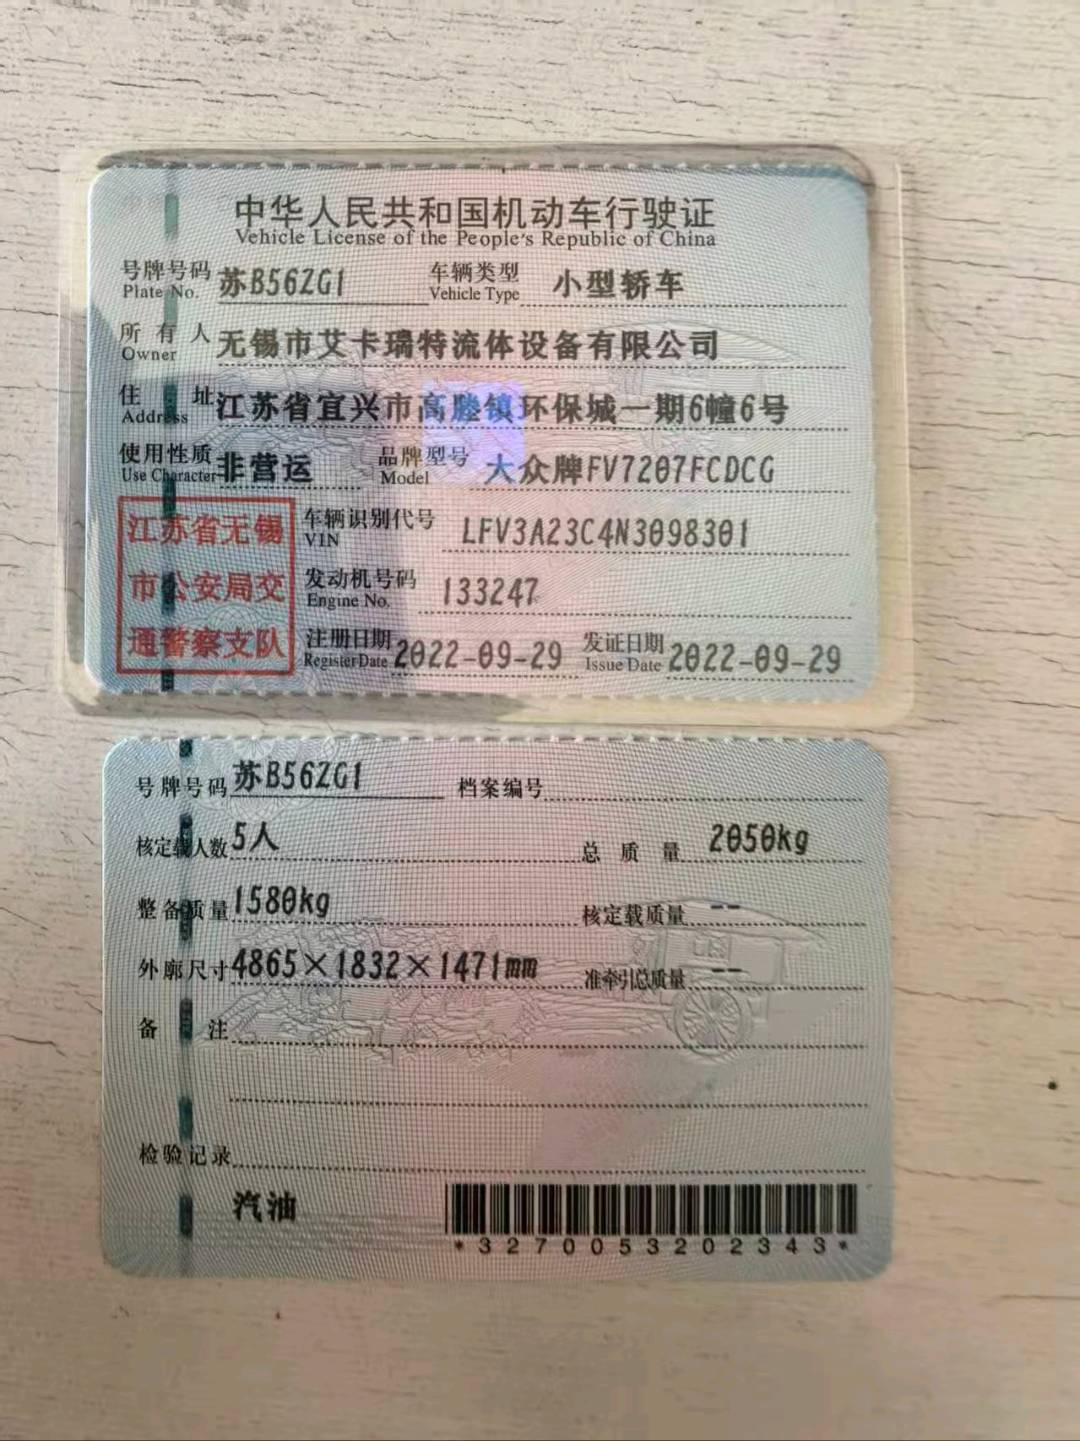 中华人民共和国机动车行驶证
Vehicle License of the People's Republic of China
号牌号码 苏B56ZG1 车辆类型 小型轿车
Plate No. Vehicle Type
所有人 无锡市艾卡瑞特流体设备有限公司
Owner
住址 江苏省宜兴市高塍镇环保城一期6幢6号
Address
使用性质 非营运 品牌型号 大众牌FV7207FCDCG
Use Character Model
江苏省无锡
市公安局交
通警察支队
车辆识别代号 LFV3A23C4N3098301
VIN
发动机号码 133247
Engine No.
注册日期 2022-09-29 发证日期 2022-09-29
Register Date Issue Date
号牌号码 苏B56ZG1 档案编号
核定载人数 5人 总质量 2050kg
整备质量 1580kg 核定载质量 --
外廓尺寸 4865×1832×1471mm 准牵引总质量 --
备注
检验记录
汽油
*3270053202343*